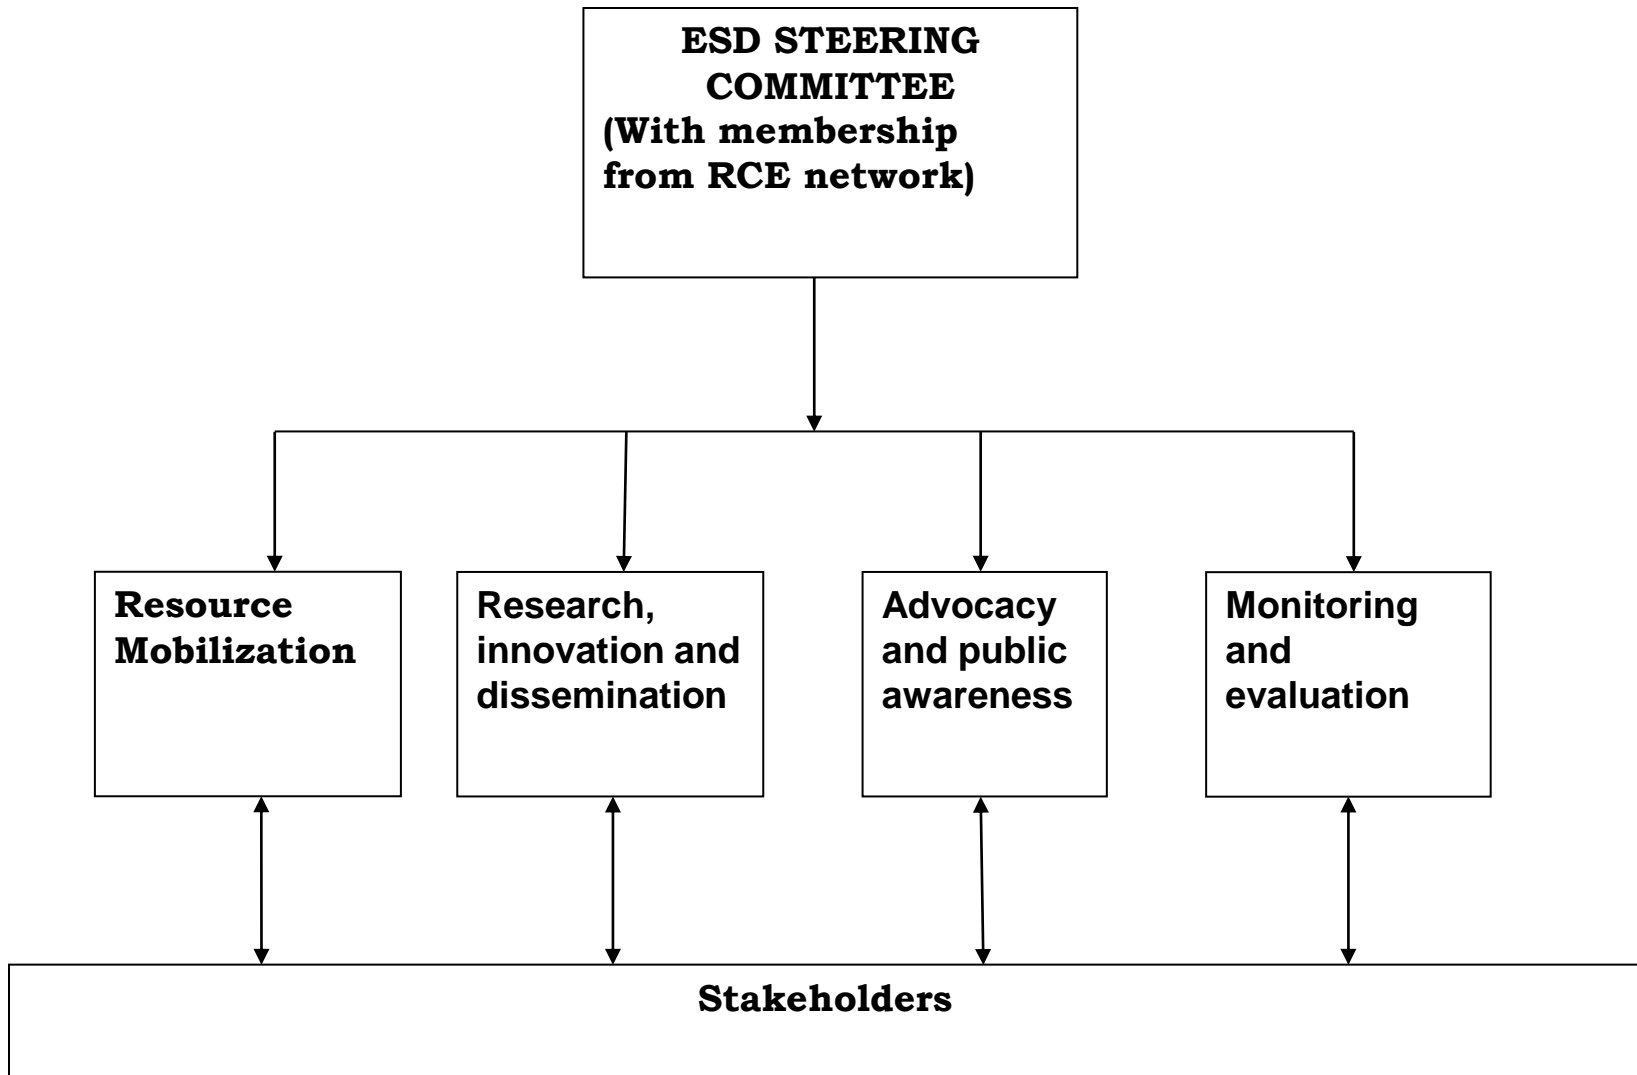 ESD STEERING
COMMITTEE
(With membership
from RCE network)
Resource
Mobilization
Research,
innovation and
dissemination
Advocacy
and public
awareness
Monitoring
and
evaluation
Stakeholders